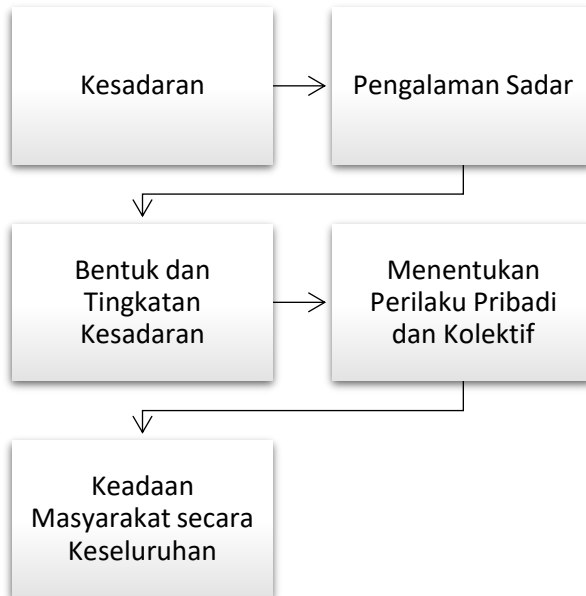 Kesadaran
Pengalaman Sadar
Bentuk dan
Tingkatan
Kesadaran
Menentukan
Perilaku Pribadi
dan Kolektif
Keadaan
Masyarakat secara
Keseluruhan